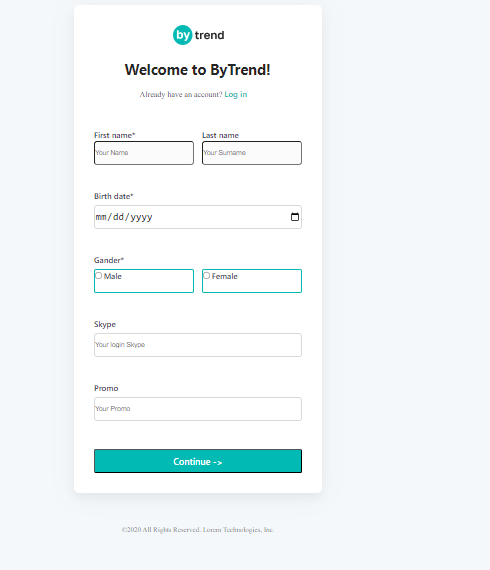 by trend
Welcome to ByTrend!
Already have an account? Log in
First name* Last name
Your Name Your Surname
Birth date*
mm/dd/yyyy
Gander*
Male Female
Skype
Your login Skype
Promo
Your Promo
Continue ->
©2020 All Rights Reserved. Lorem Technologies, Inc.